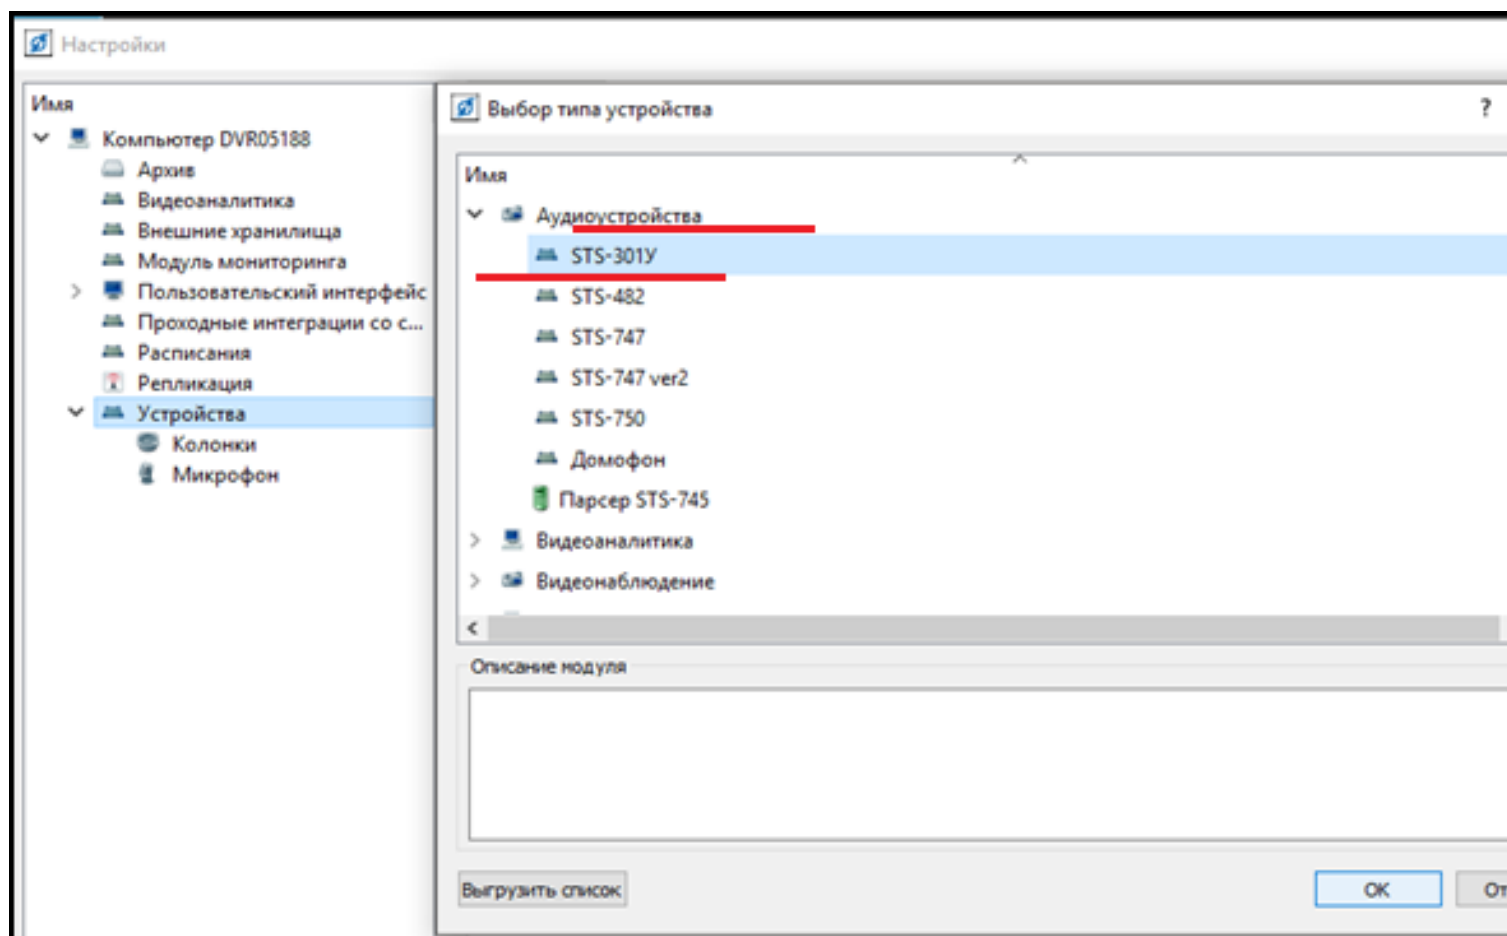 Настройки
Имя
Компьютер DVR05188
Архив
Видеоаналитика
Внешние хранилища
Модуль мониторинга
Пользовательский интерфейс
Проходные интеграции со с...
Расписания
Репликация
Устройства
Колонки
Микрофон
Выбор типа устройства
?
Имя
Аудиоустройства
STS-301У
STS-482
STS-747
STS-747 ver2
STS-750
Домофон
Парсер STS-745
Видеоаналитика
Видеонаблюдение
Описание модуля
Выгрузить список
OK
От